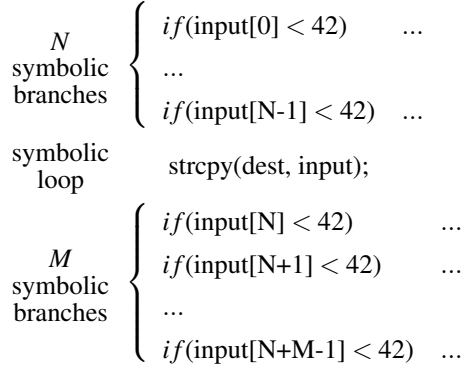 N symbolic branches
if(input[0] < 42) ...
...
if(input[N-1] < 42) ...
symbolic loop
strcpy(dest, input);
M symbolic branches
if(input[N] < 42) ...
if(input[N+1] < 42) ...
...
if(input[N+M-1] < 42) ...